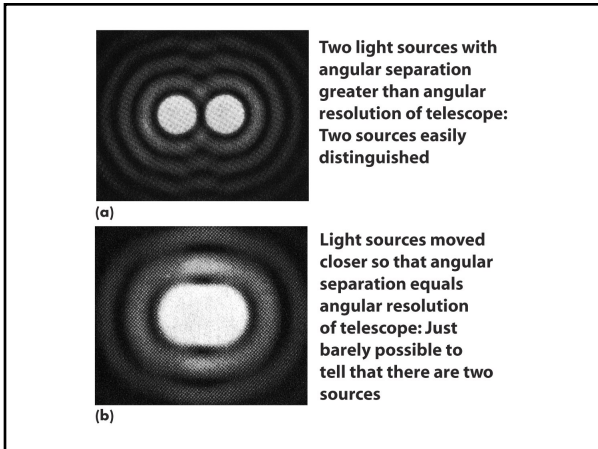 Two light sources with
angular separation
greater than angular
resolution of telescope:
Two sources easily
distinguished
(a)
Light sources moved
closer so that angular
separation equals
angular resolution
of telescope: Just
barely possible to
tell that there are two
sources
(b)